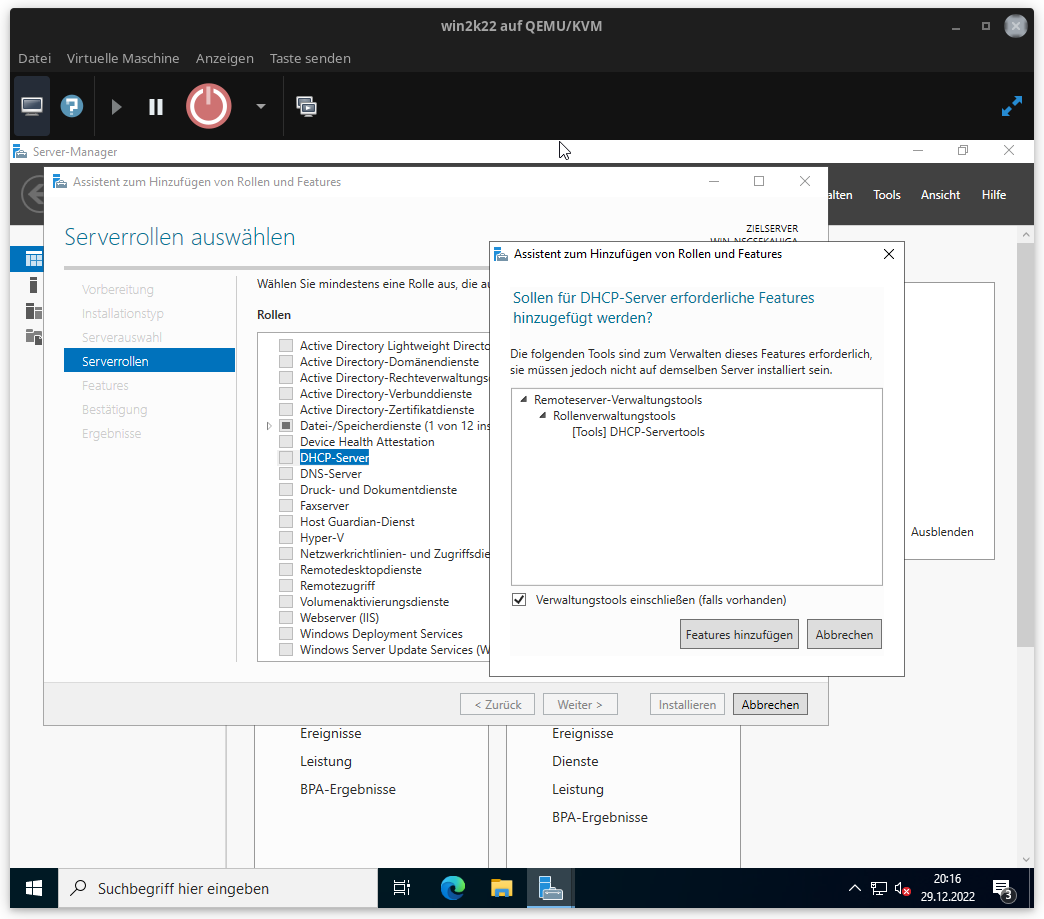 win2k22 auf QEMU/KVM
Datei Virtuelle Maschine Anzeigen Taste senden
Server-Manager
Tools Ansicht Hilfe
Assistent zum Hinzufügen von Rollen und Features
Serverrollen auswählen
ZIELSERVER
Vorbereitung
Installationstyp
Serverauswahl
Serverrollen
Features
Bestätigung
Ergebnisse
Wählen Sie mindestens eine Rolle aus, die
Rollen
Active Directory Lightweight Directo
Active Directory-Domänendienste
Active Directory-Rechteverwaltungs
Active Directory-Verbunddienste
Active Directory-Zertifikatdienste
Datei-/Speicherdienste (1 von 12 ins
Device Health Attestation
DHCP-Server
DNS-Server
Druck- und Dokumentdienste
Faxserver
Host Guardian-Dienst
Hyper-V
Netzwerkrichtlinien- und Zugriffsdie
Remotedesktopdienste
Remotezugriff
Volumenaktivierungsdienste
Webserver (IIS)
Windows Deployment Services
Windows Server Update Services (W
< Zurück Weiter > Installieren Abbrechen
Assistent zum Hinzufügen von Rollen und Features
Sollen für DHCP-Server erforderliche Features
hinzugefügt werden?
Die folgenden Tools sind zum Verwalten dieses Features erforderlich,
sie müssen jedoch nicht auf demselben Server installiert sein.
Remoteserver-Verwaltungstools
Rollenverwaltungstools
[Tools] DHCP-Servertools
Verwaltungstools einschließen (falls vorhanden)
Features hinzufügen Abbrechen
Ausblenden
Ereignisse
Leistung
BPA-Ergebnisse
Ereignisse
Dienste
Leistung
BPA-Ergebnisse
Suchbegriff hier eingeben
20:16
29.12.2022
3